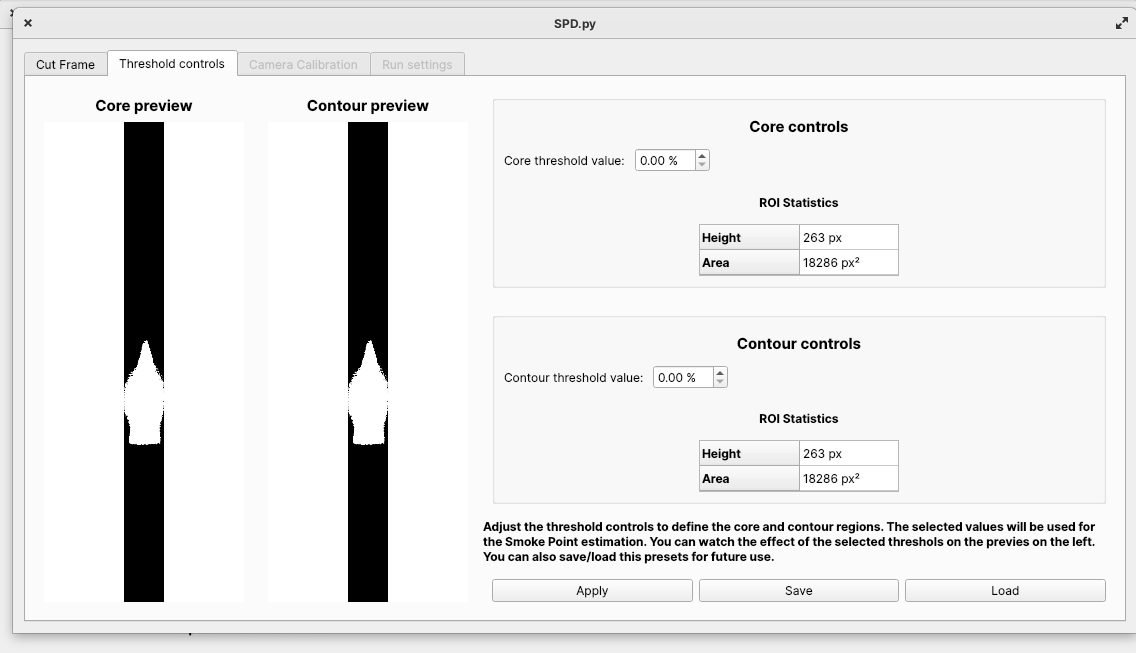 SPD.py
Cut Frame
Threshold controls
Camera Calibration
Run settings
Core preview
Contour preview
Core controls
Core threshold value: 0.00 %
ROI Statistics
Height 263 px
Area 18286 px²
Contour controls
Contour threshold value: 0.00 %
ROI Statistics
Height 263 px
Area 18286 px²
Adjust the threshold controls to define the core and contour regions. The selected values will be used for
the Smoke Point estimation. You can watch the effect of the selected threshols on the previes on the left.
You can also save/load this presets for future use.
Apply
Save
Load